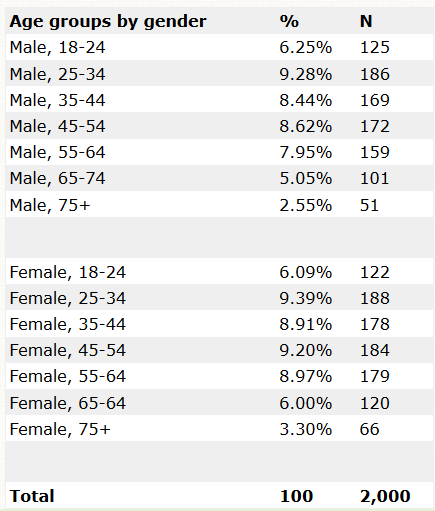 Age groups by gender % N
Male, 18-24 6.25% 125
Male, 25-34 9.28% 186
Male, 35-44 8.44% 169
Male, 45-54 8.62% 172
Male, 55-64 7.95% 159
Male, 65-74 5.05% 101
Male, 75+ 2.55% 51
Female, 18-24 6.09% 122
Female, 25-34 9.39% 188
Female, 35-44 8.91% 178
Female, 45-54 9.20% 184
Female, 55-64 8.97% 179
Female, 65-64 6.00% 120
Female, 75+ 3.30% 66
Total 100 2,000